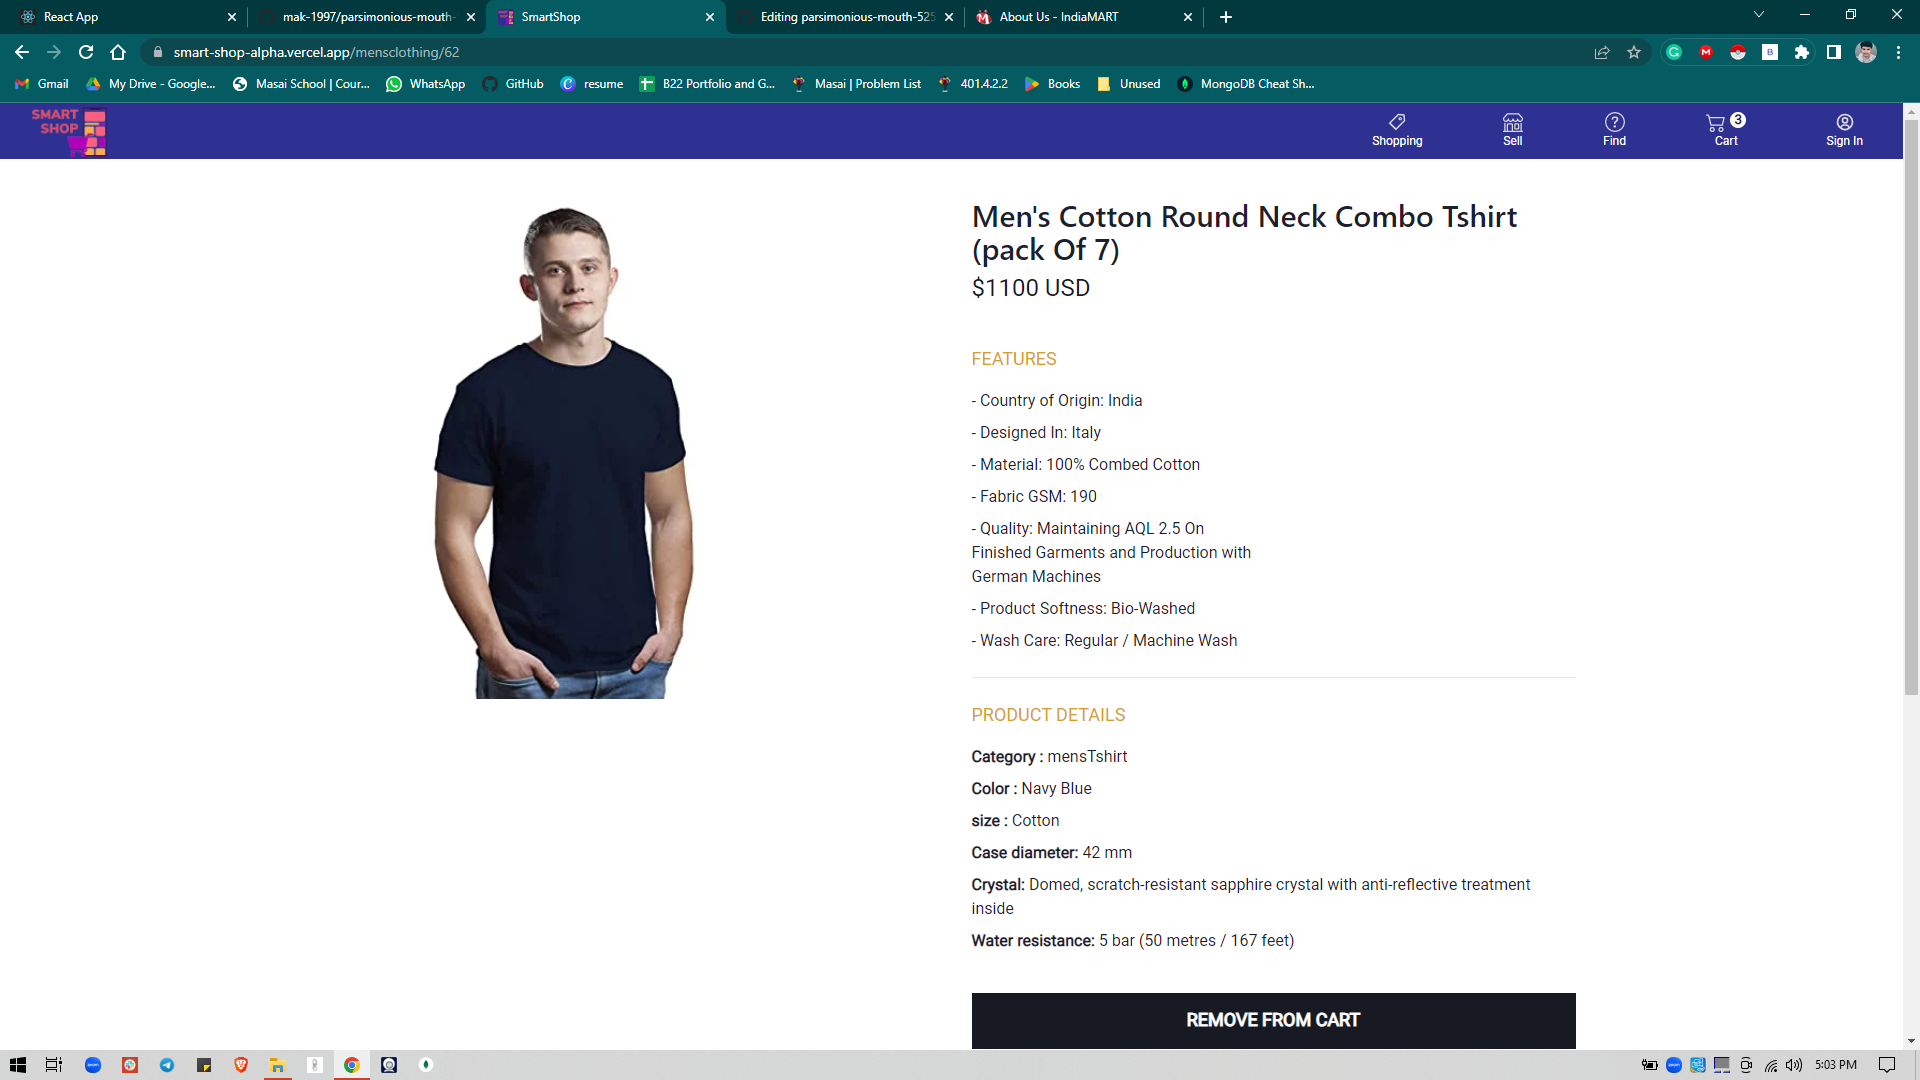 React App
mak-1997/parsimonious-mouth-
SmartShop
Editing parsimonious-mouth-525
About Us - IndiaMART
smart-shop-alpha.vercel.app/mensclothing/62
Gmail
My Drive - Google...
Masai School | Cour...
WhatsApp
GitHub
resume
B22 Portfolio and G...
Masai | Problem List
401.4.2.2
Books
Unused
MongoDB Cheat Sh...
SMART
SHOP
3
Shopping
Sell
Find
Cart
Sign In
Men's Cotton Round Neck Combo Tshirt
(pack Of 7)
$1100 USD
FEATURES
- Country of Origin: India
- Designed In: Italy
- Material: 100% Combed Cotton
- Fabric GSM: 190
- Quality: Maintaining AQL 2.5 On
Finished Garments and Production with
German Machines
- Product Softness: Bio-Washed
- Wash Care: Regular / Machine Wash
PRODUCT DETAILS
Category : mensTshirt
Color : Navy Blue
size : Cotton
Case diameter: 42 mm
Crystal: Domed, scratch-resistant sapphire crystal with anti-reflective treatment
inside
Water resistance: 5 bar (50 metres / 167 feet)
REMOVE FROM CART
5:03 PM